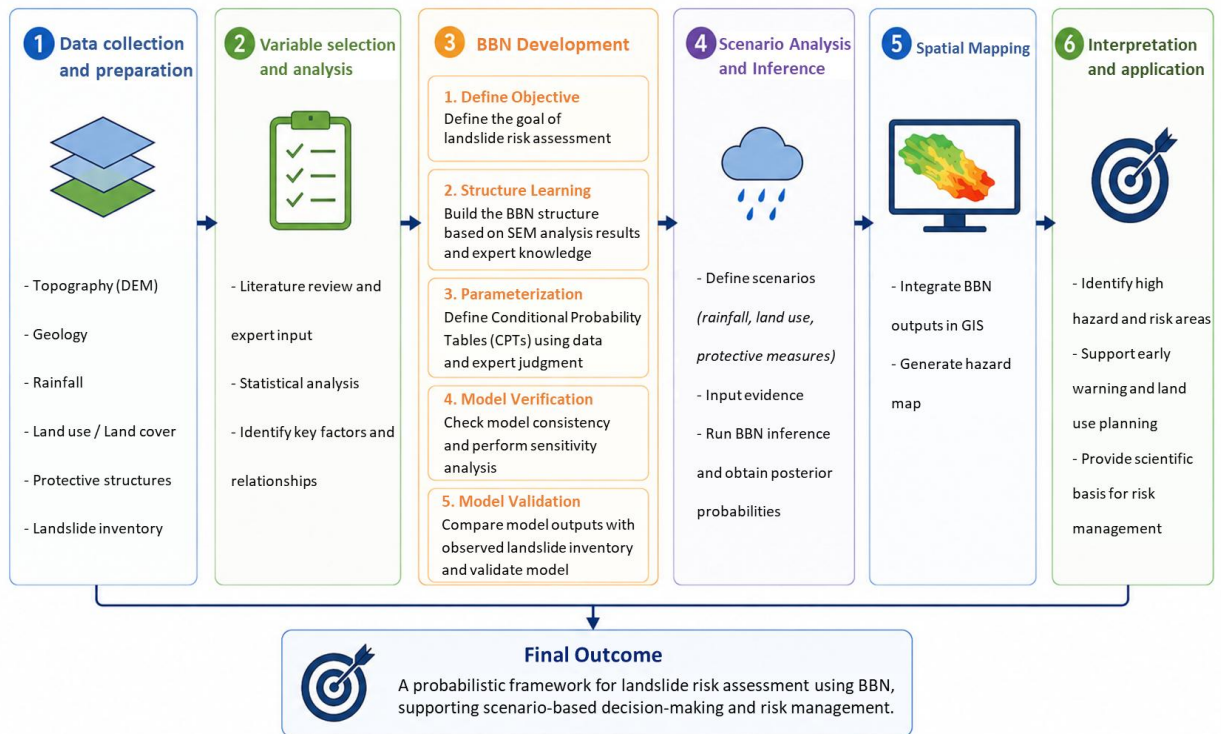 1 Data collection
and preparation
- Topography (DEM)
- Geology
- Rainfall
- Land use / Land cover
- Protective structures
- Landslide inventory
2 Variable selection
and analysis
- Literature review and
expert input
- Statistical analysis
- Identify key factors and
relationships
3 BBN Development
1. Define Objective
Define the goal of
landslide risk assessment
2. Structure Learning
Build the BBN structure
based on SEM analysis results
and expert knowledge
3. Parameterization
Define Conditional Probability
Tables (CPTs) using data
and expert judgment
4. Model Verification
Check model consistency
and perform sensitivity
analysis
5. Model Validation
Compare model outputs with
observed landslide inventory
and validate model
4 Scenario Analysis
and Inference
- Define scenarios
(rainfall, land use,
protective measures)
- Input evidence
- Run BBN inference
and obtain posterior
probabilities
5 Spatial Mapping
- Integrate BBN
outputs in GIS
- Generate hazard
map
6 Interpretation
and application
- Identify high
hazard and risk areas
- Support early
warning and land
use planning
- Provide scientific
basis for risk
management
Final Outcome
A probabilistic framework for landslide risk assessment using BBN,
supporting scenario-based decision-making and risk management.